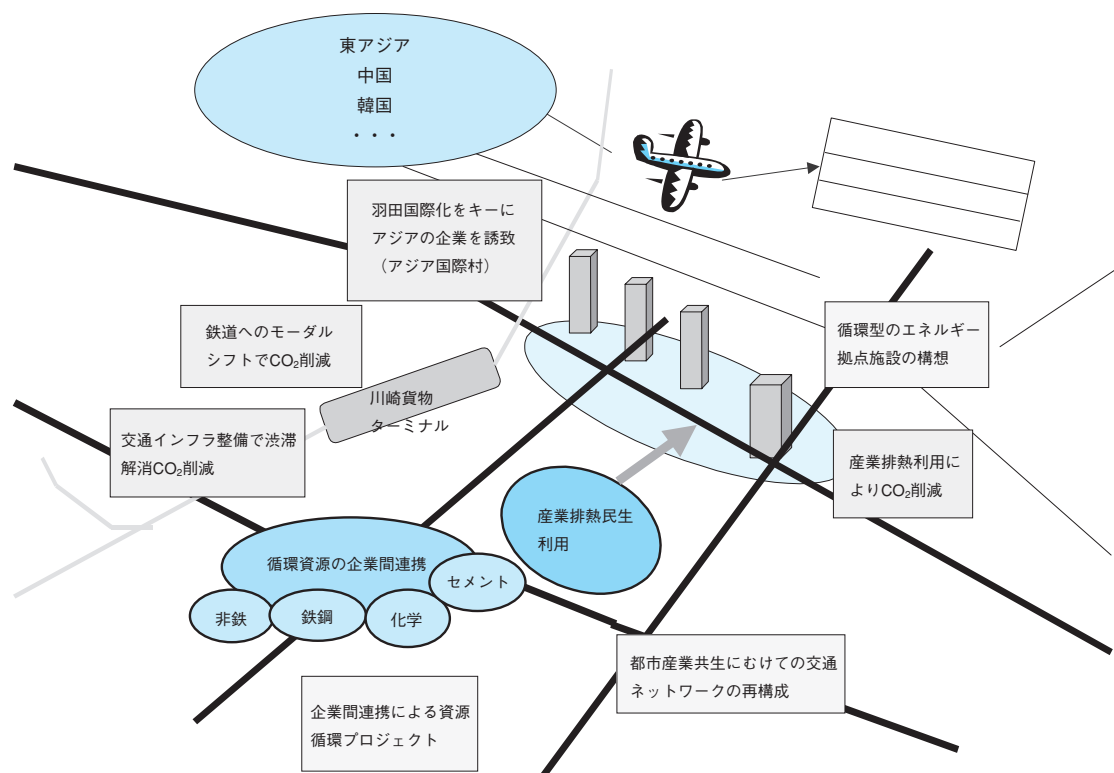 東アジア
中国
韓国
・・・
羽田国際化をキーに
アジアの企業を誘致
（アジア国際村）
鉄道へのモーダル
シフトでCO₂削減
循環型のエネルギー
拠点施設の構想
川崎貨物
ターミナル
交通インフラ整備で渋滞
解消CO₂削減
産業排熱利用に
よりCO₂削減
産業排熱民生
利用
循環資源の企業間連携
セメント
非鉄
鉄鋼
化学
都市産業共生にむけての交通
ネットワークの再構成
企業間連携による資源
循環プロジェクト